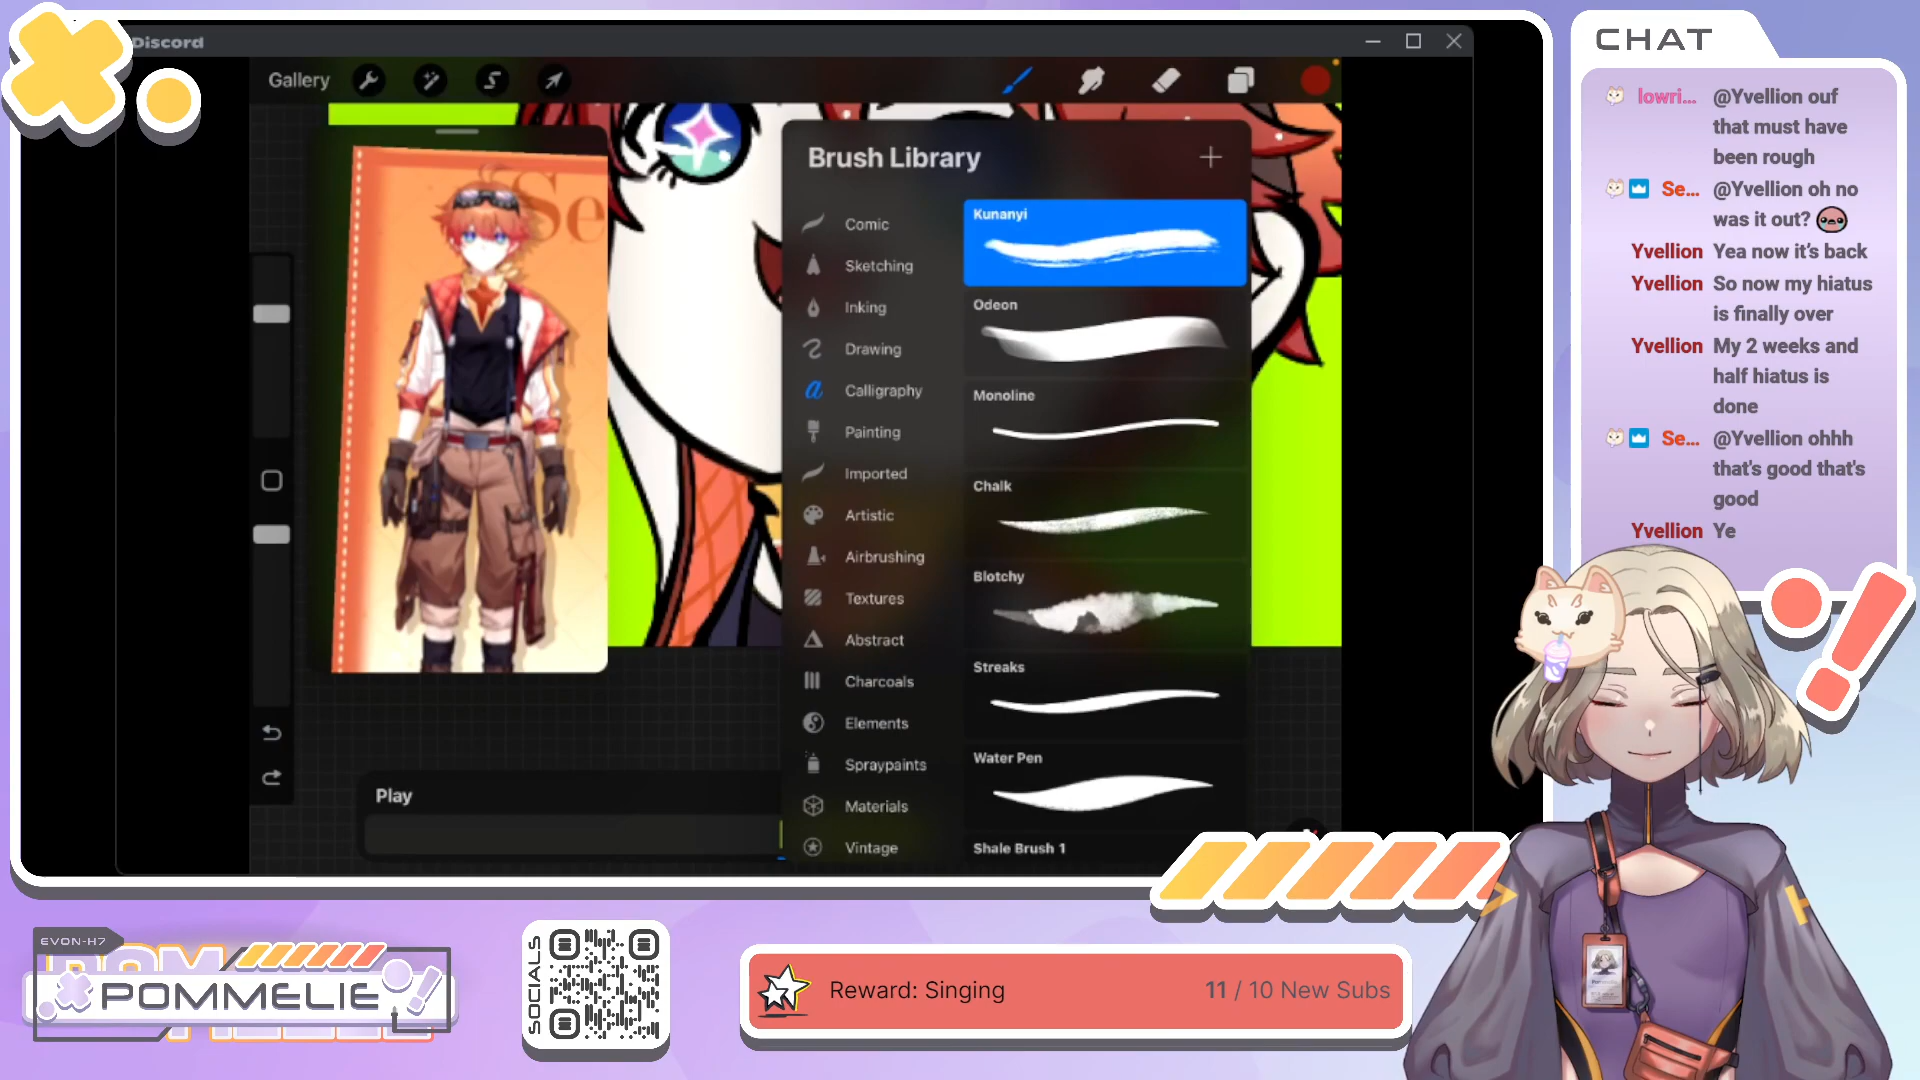 Discord
Gallery
Se
Brush Library
Comic
Sketching
Inking
Drawing
Calligraphy
Painting
Imported
Artistic
Airbrushing
Textures
Abstract
Charcoals
Elements
Spraypaints
Materials
Vintage
Kunanyi
Odeon
Monoline
Chalk
Blotchy
Streaks
Water Pen
Shale Brush 1
Play
CHAT
lowri... @Yvellion ouf
that must have
been rough
Se... @Yvellion oh no
was it out?
Yvellion Yea now it's back
Yvellion So now my hiatus
is finally over
Yvellion My 2 weeks and
half hiatus is
done
Se... @Yvellion ohhh
that's good that's
good
Yvellion Ye
EVON-H7
POMMELIE
SOCIALS
Reward: Singing
11 / 10 New Subs